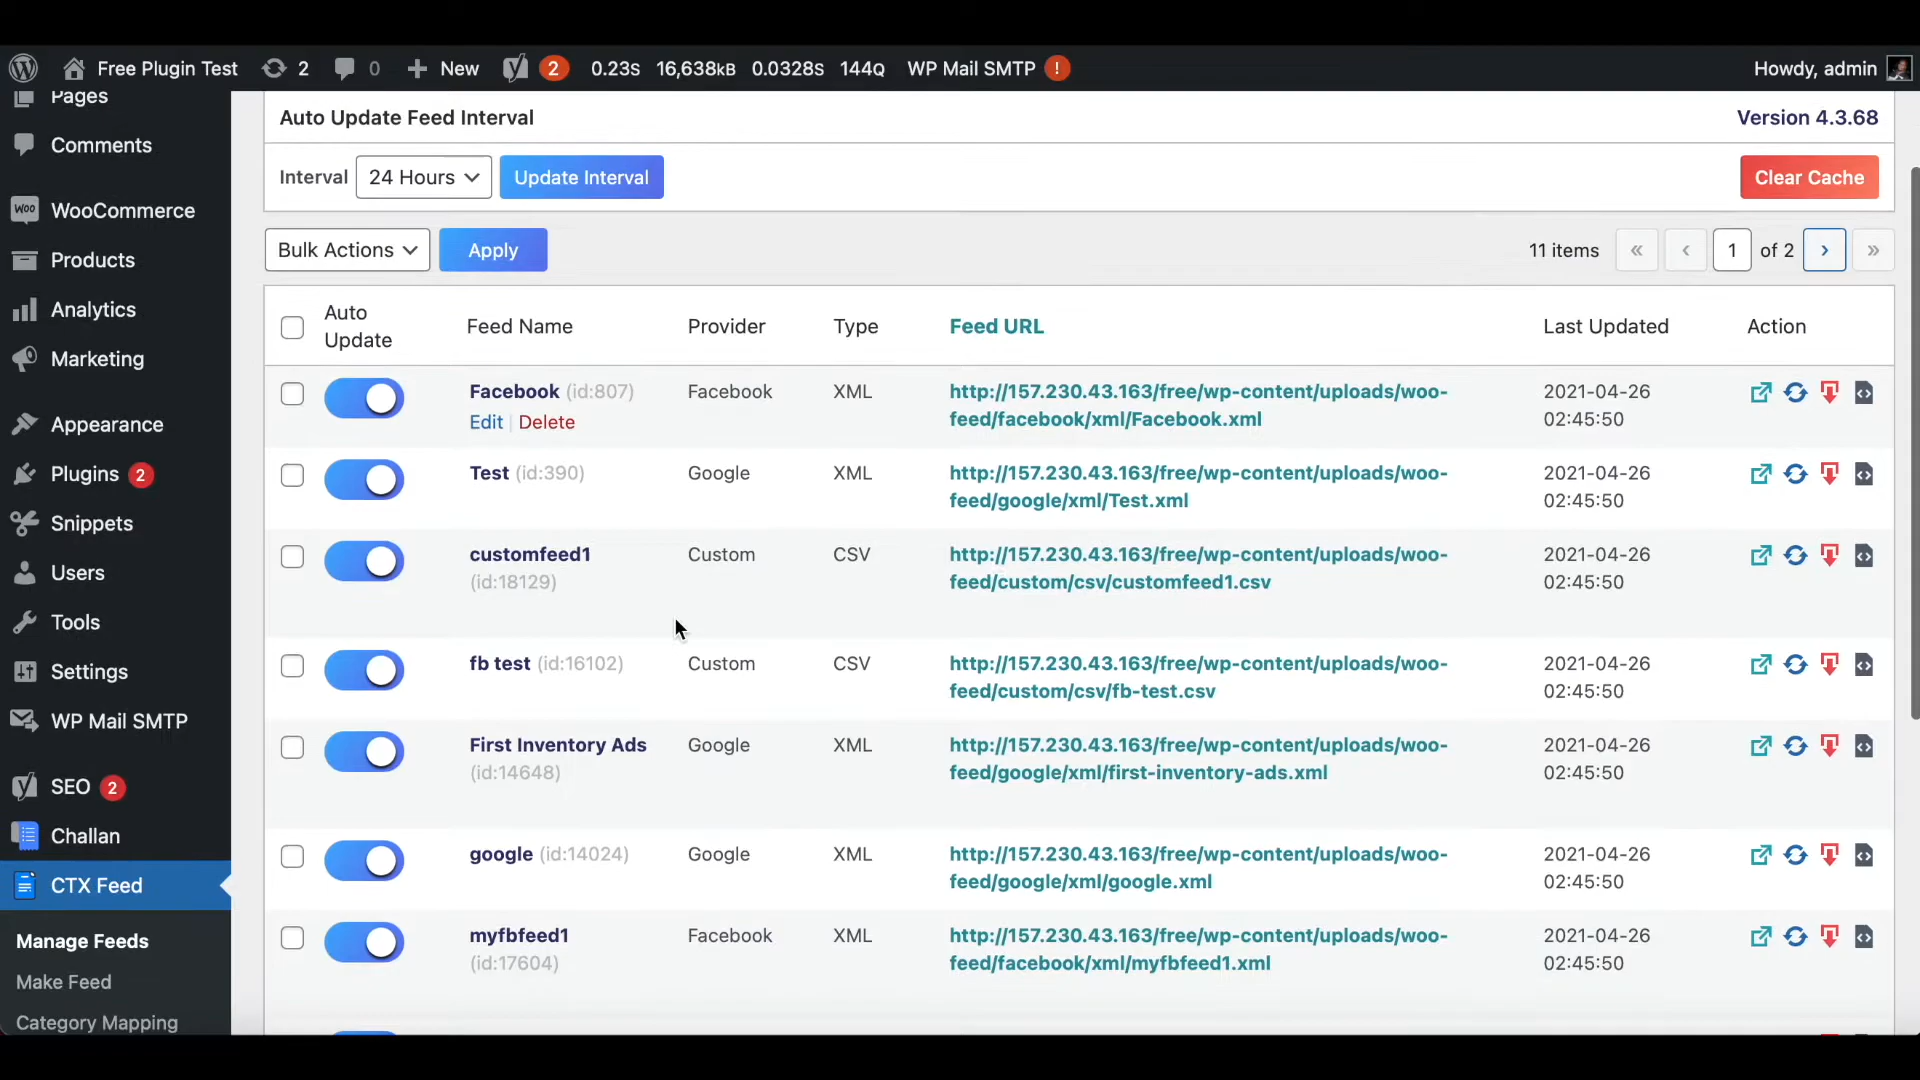 Free Plugin Test 2 0 New 2 0.23s 16,638kB 0.0328s 144Q WP Mail SMTP ! Howdy, admin
Pages
Comments
WooCommerce
Products
Analytics
Marketing
Appearance
Plugins 2
Snippets
Users
Tools
Settings
WP Mail SMTP
SEO 2
Challan
CTX Feed
Manage Feeds
Make Feed
Category Mapping
Auto Update Feed Interval Version 4.3.68
Interval 24 Hours Update Interval Clear Cache
Bulk Actions Apply 11 items « ‹ 1 of 2 › »
Auto
Update Feed Name Provider Type Feed URL Last Updated Action
Facebook (id:807) Facebook XML http://157.230.43.163/free/wp-content/uploads/woo- 2021-04-26
Edit | Delete feed/facebook/xml/Facebook.xml 02:45:50
Test (id:390) Google XML http://157.230.43.163/free/wp-content/uploads/woo- 2021-04-26
feed/google/xml/Test.xml 02:45:50
customfeed1 Custom CSV http://157.230.43.163/free/wp-content/uploads/woo- 2021-04-26
(id:18129) feed/custom/csv/customfeed1.csv 02:45:50
fb test (id:16102) Custom CSV http://157.230.43.163/free/wp-content/uploads/woo- 2021-04-26
feed/custom/csv/fb-test.csv 02:45:50
First Inventory Ads Google XML http://157.230.43.163/free/wp-content/uploads/woo- 2021-04-26
(id:14648) feed/google/xml/first-inventory-ads.xml 02:45:50
google (id:14024) Google XML http://157.230.43.163/free/wp-content/uploads/woo- 2021-04-26
feed/google/xml/google.xml 02:45:50
myfbfeed1 Facebook XML http://157.230.43.163/free/wp-content/uploads/woo- 2021-04-26
(id:17604) feed/facebook/xml/myfbfeed1.xml 02:45:50